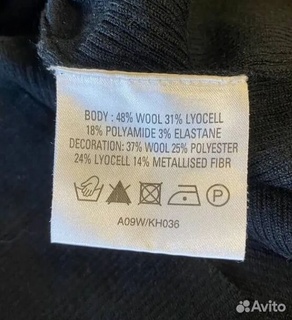 BODY : 48% WOOL 31% LYOCELL
18% POLYAMIDE 3% ELASTANE
DECORATION: 37% WOOL 25% POLYESTER
24% LYOCELL 14% METALLISED FIBR
A09W/KH036
Avito